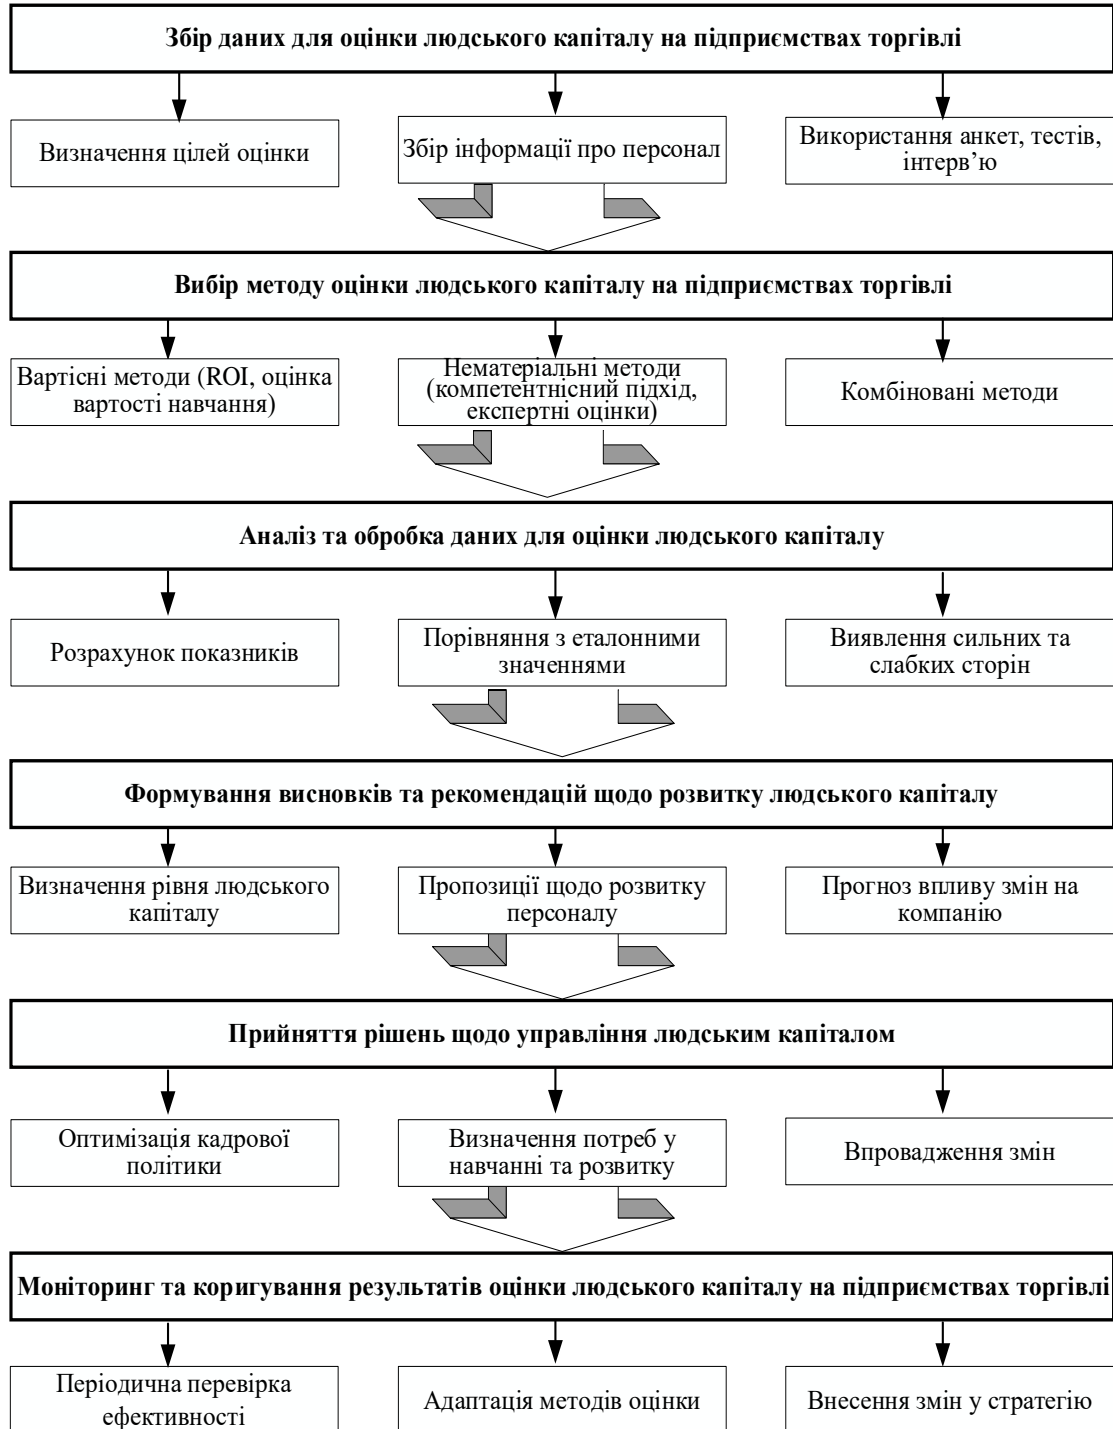 Збір даних для оцінки людського капіталу на підприємствах торгівлі
Визначення цілей оцінки
Збір інформації про персонал
Використання анкет, тестів,
інтерв’ю
Вибір методу оцінки людського капіталу на підприємствах торгівлі
Вартісні методи (ROI, оцінка
вартості навчання)
Нематеріальні методи
(компетентнісний підхід,
експертні оцінки)
Комбіновані методи
Аналіз та обробка даних для оцінки людського капіталу
Розрахунок показників
Порівняння з еталонними
значеннями
Виявлення сильних та
слабких сторін
Формування висновків та рекомендацій щодо розвитку людського капіталу
Визначення рівня людського
капіталу
Пропозиції щодо розвитку
персоналу
Прогноз впливу змін на
компанію
Прийняття рішень щодо управління людським капіталом
Оптимізація кадрової
політики
Визначення потреб у
навчанні та розвитку
Впровадження змін
Моніторинг та коригування результатів оцінки людського капіталу на підприємствах торгівлі
Періодична перевірка
ефективності
Адаптація методів оцінки
Внесення змін у стратегію